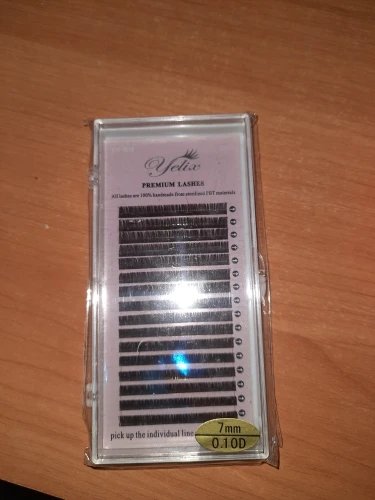 Yelix
PREMIUM LASHES
All lashes are 100% handmade from sterilized PBT materials
pick up the individual line
7mm
0.10D